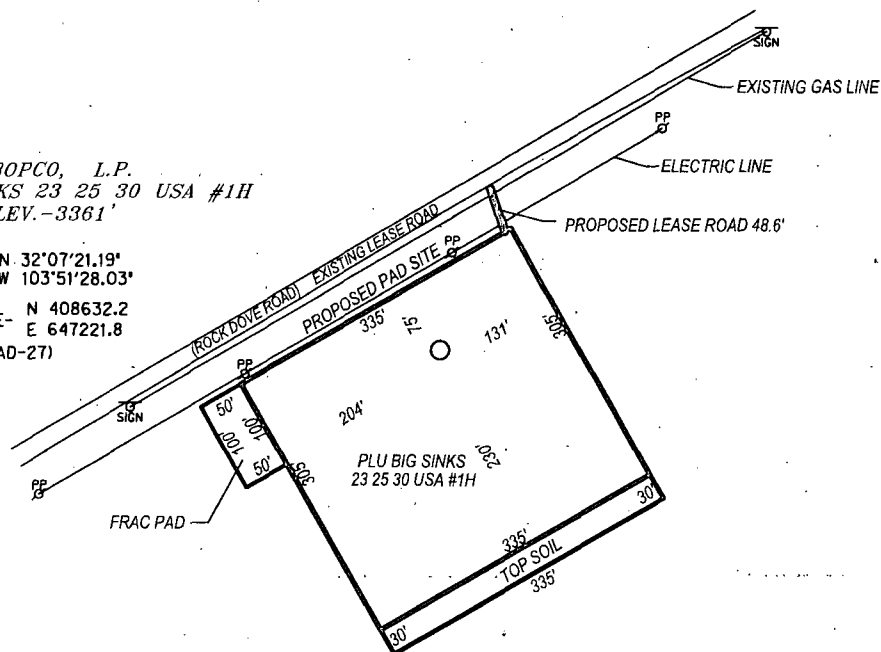 BOPCO, L.P.
KS 23 25 30 USA #1H
LEV.-3361'
N 32°07'21.19"
W 103°51'28.03"
E- N 408632.2
E 647221.8
AD-27)
SIGN
EXISTING GAS LINE
PP
ELECTRIC LINE
PROPOSED LEASE ROAD 48.6'
(ROCK DOVE ROAD) EXISTING LEASE ROAD
PP
PROPOSED PAD SITE
335'
75'
131'
305'
PP
SIGN
50'
100'
100'
50'
204'
305'
230'
PLU BIG SINKS
23 25 30 USA #1H
PP
FRAC PAD
335'
TOP SOIL
335'
30'
30'